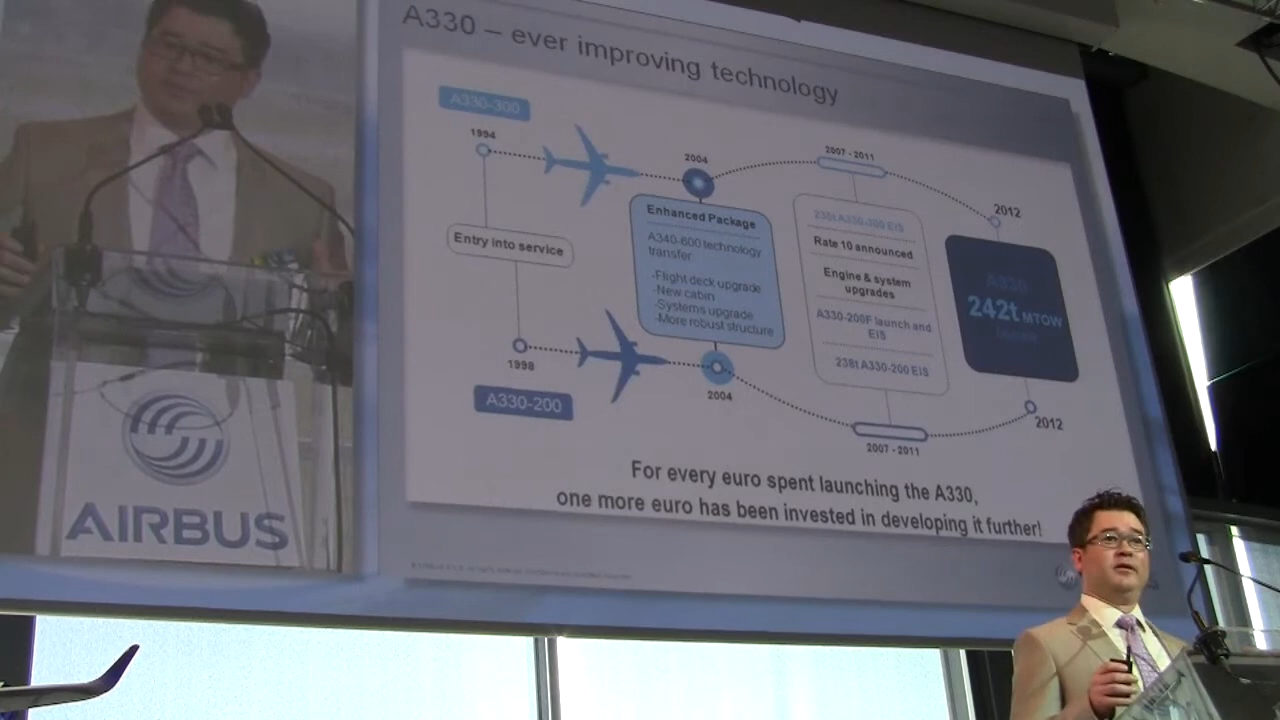 A330 – ever improving technology
A330-300
1994
2004
2007 - 2011
2012
Entry into service
Enhanced Package
A340-600 technology
transfer
-Flight deck upgrade
-New cabin
-Systems upgrade
-More robust structure
Rate 10 announced
Engine & system
upgrades
A330-200F launch and
EIS
238t A330-200 EIS
A330
242t MTOW
1998
A330-200
2004
2007 - 2011
2012
For every euro spent launching the A330,
one more euro has been invested in developing it further!
AIRBUS